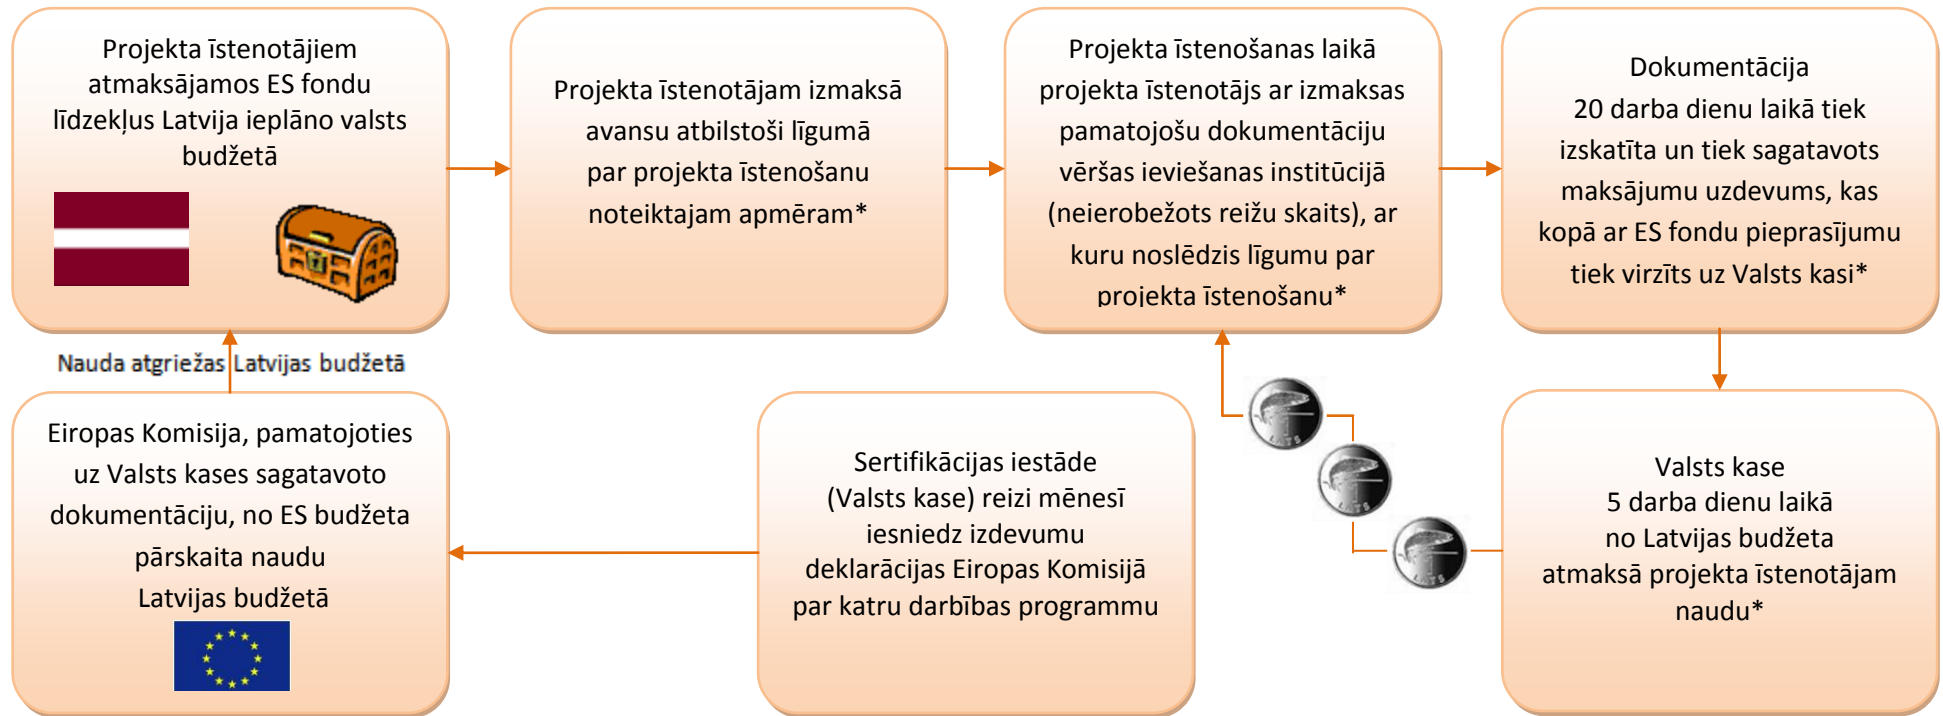 Projekta īstenotājiem
atmaksājamos ES fondu
līdzekļus Latvija ieplāno valsts
budžetā
Projekta īstenotājam izmaksā
avansu atbilstoši līgumā
par projekta īstenošanu
noteiktajam apmēram*
Projekta īstenošanas laikā
projekta īstenotājs ar izmaksas
pamatojošu dokumentāciju
vēršas ieviešanas institūcijā
(neierobežots reižu skaits), ar
kuru noslēdzis līgumu par
projekta īstenošanu*
Dokumentācija
20 darba dienu laikā tiek
izskatīta un tiek sagatavots
maksājumu uzdevums, kas
kopā ar ES fondu pieprasījumu
tiek virzīts uz Valsts kasi*
Valsts kase
5 darba dienu laikā
no Latvijas budžeta
atmaksā projekta īstenotājam
naudu*
LATS
LATS
LATS
Sertifikācijas iestāde
(Valsts kase) reizi mēnesī
iesniedz izdevumu
deklarācijas Eiropas Komisijā
par katru darbības programmu
Eiropas Komisija, pamatojoties
uz Valsts kases sagatavoto
dokumentāciju, no ES budžeta
pārskaita naudu
Latvijas budžetā
Nauda atgriežas Latvijas budžetā